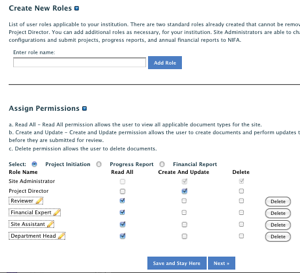 Create New Roles
List of user roles applicable to your institution. There are two standard roles already created that cannot be remov
Project Director. You can add additional roles as necessary, for your institution. Site Administrators are able to ch
configurations and submit projects, progress reports, and annual financial reports to NIFA.
Enter role name:
Add Role
Assign Permissions
a. Read All - Read All permission allows the user to view all applicable document types for the site.
b. Create and Update - Create and Update permission allows the user to create documents and perform updates t
before they are submitted for review.
c. Delete permission allows the user to delete documents.
Select: Project Initiation Progress Report Financial Report
Role Name Read All Create And Update Delete
Site Administrator
Project Director
Reviewer Delete
Financial Expert Delete
Site Assistant Delete
Department Head Delete
Save and Stay Here Next »